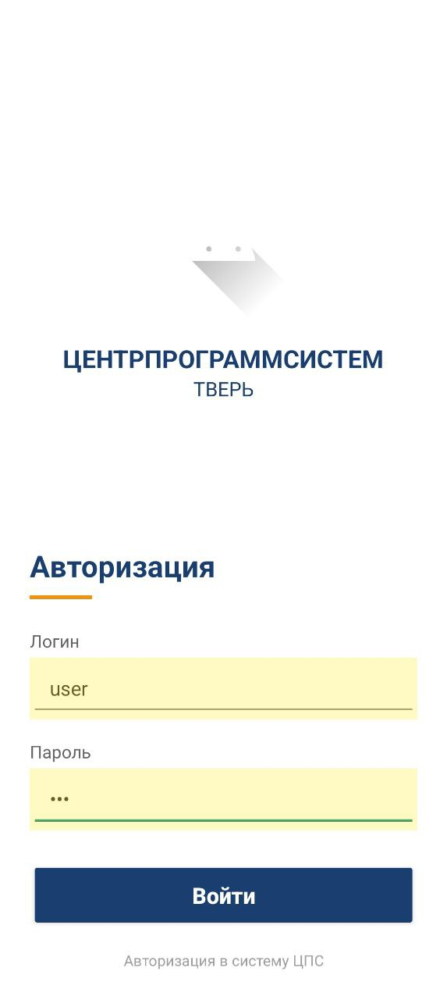 ЦЕНТРПРОГРАММСИСТЕМ
ТВЕРЬ
Авторизация
Логин
user
Пароль
•••
Войти
Авторизация в систему ЦПС